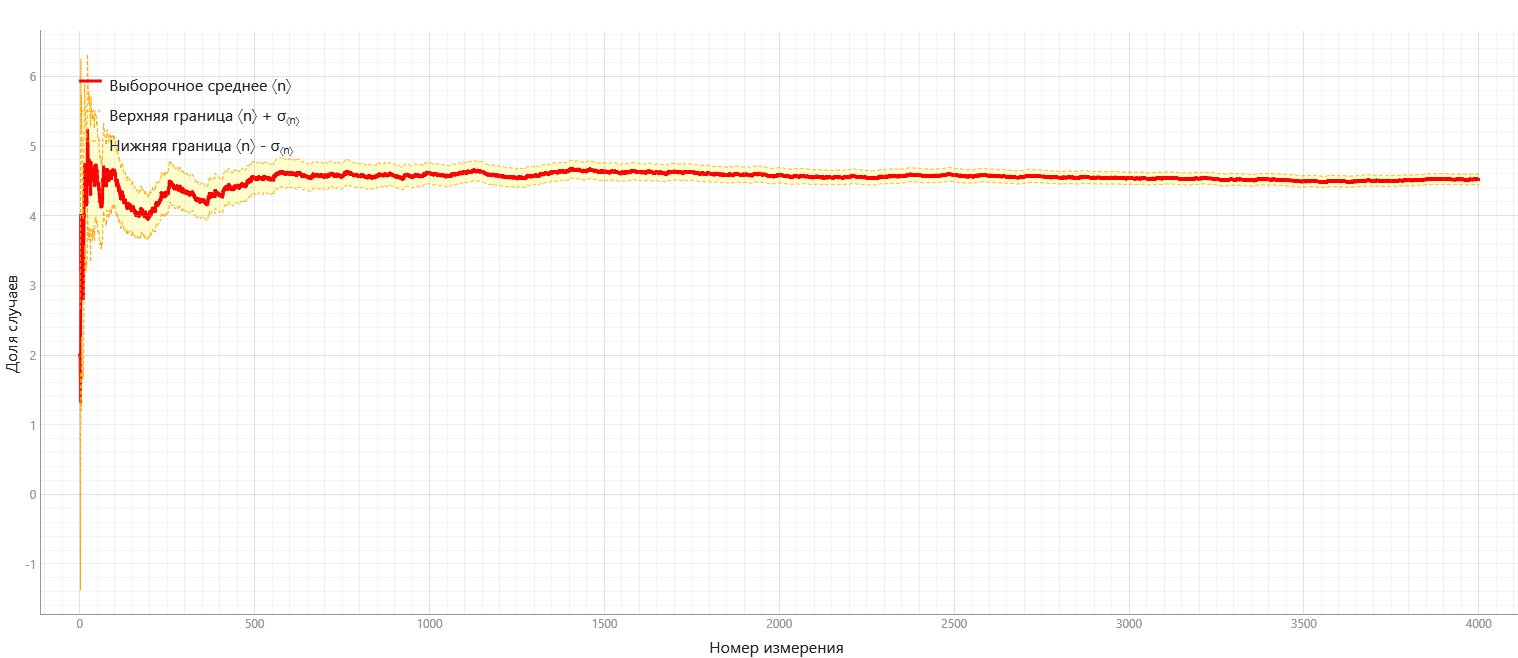 6
5
4
3
2
1
0
-1
Доля случаев
Выборочное среднее ⟨n⟩
Верхняя граница ⟨n⟩ + σ⟨n⟩
Нижняя граница ⟨n⟩ - σ⟨n⟩
0 500 1000 1500 2000 2500 3000 3500 4000
Номер измерения